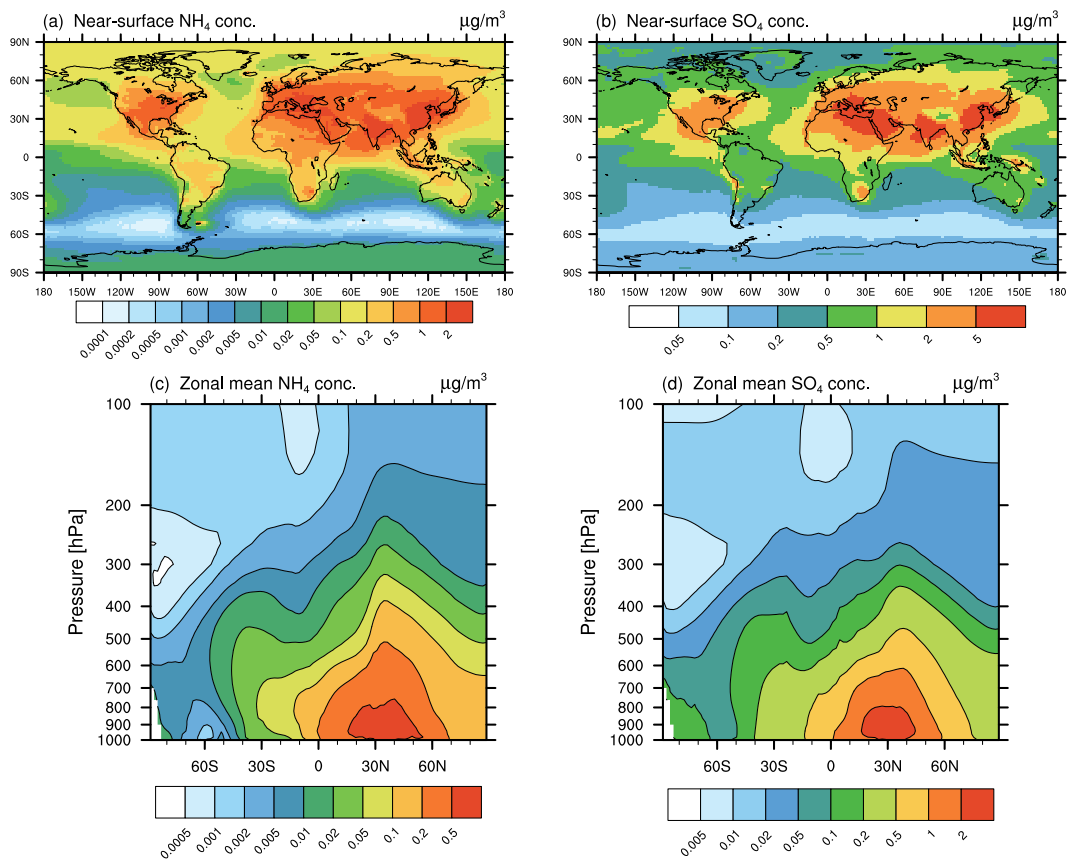 (a) Near-surface NH4 conc. μg/m3
90N
60N
30N
0
30S
60S
90S
180 150W 120W 90W 60W 30W 0 30E 60E 90E 120E 150E 180
0.0001 0.0002 0.0005 0.001 0.002 0.005 0.01 0.02 0.05 0.1 0.2 0.5 1 2
(b) Near-surface SO4 conc. μg/m3
90N
60N
30N
0
30S
60S
90S
180 150W 120W 90W 60W 30W 0 30E 60E 90E 120E 150E 180
0.05 0.1 0.2 0.5 1 2 5
(c) Zonal mean NH4 conc. μg/m3
Pressure [hPa]
100
200
300
400
500
600
700
800
900
1000
60S 30S 0 30N 60N
0.0005 0.001 0.002 0.005 0.01 0.02 0.05 0.1 0.2 0.5
(d) Zonal mean SO4 conc. μg/m3
Pressure [hPa]
100
200
300
400
500
600
700
800
900
1000
60S 30S 0 30N 60N
0.005 0.01 0.02 0.05 0.1 0.2 0.5 1 2